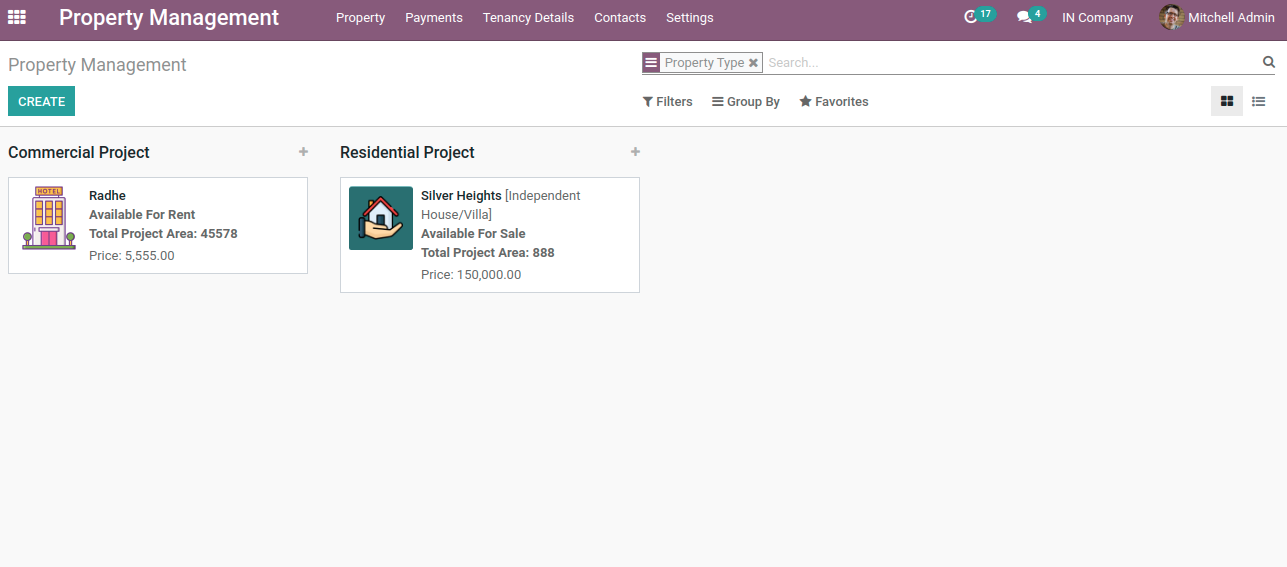 Property Management
Property Payments Tenancy Details Contacts Settings
17
4
IN Company
Mitchell Admin
Property Management
Property Type
Search...
CREATE
Filters
Group By
Favorites
Commercial Project
HOTEL
Radhe
Available For Rent
Total Project Area: 45578
Price: 5,555.00
Residential Project
Silver Heights [Independent
House/Villa]
Available For Sale
Total Project Area: 888
Price: 150,000.00